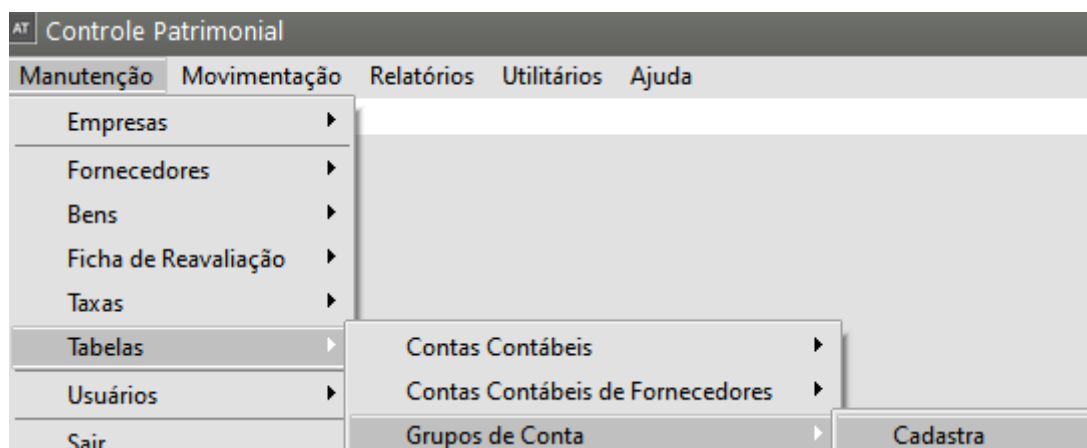 AT Controle Patrimonial
Manutenção Movimentação Relatórios Utilitários Ajuda
Empresas
Fornecedores
Bens
Ficha de Reavaliação
Taxas
Tabelas
Contas Contábeis
Usuários
Contas Contábeis de Fornecedores
Sair
Grupos de Conta
Cadastra